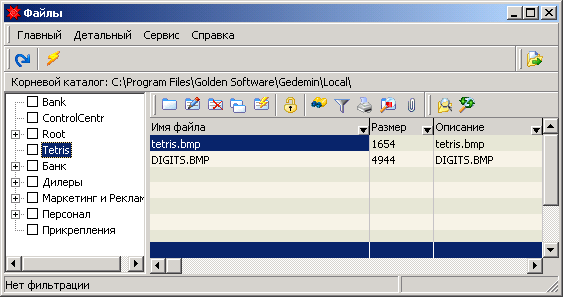 Файлы
Главный Детальный Сервис Справка
Корневой каталог: C:\Program Files\Golden Software\Gedemin\Local\
Bank
ControlCentr
Root
Tetris
Банк
Дилеры
Маркетинг и Реклам
Персонал
Прикрепления
Имя файла Размер Описание
tetris.bmp 1654 tetris.bmp
DIGITS.BMP 4944 DIGITS.BMP
Нет фильтрации